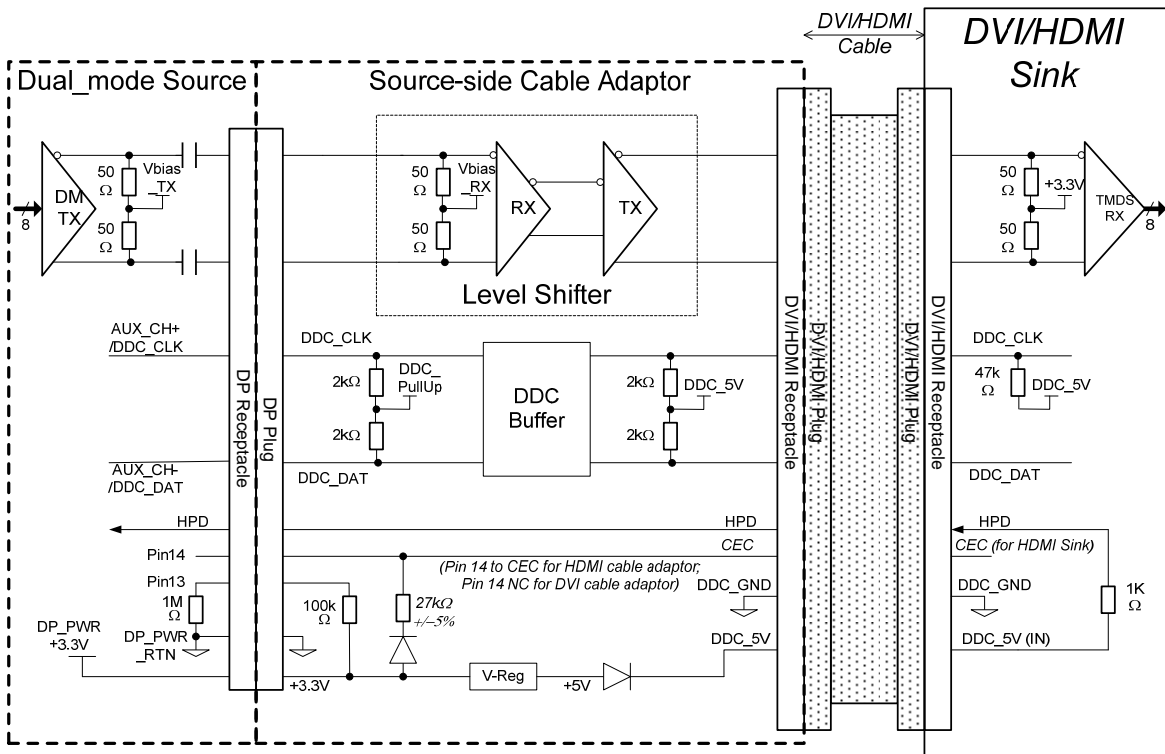 DVI/HDMI
Cable
DVI/HDMI
Sink
Dual_mode Source
Source-side Cable Adaptor
50
Ω
Vbias
_TX
DM
TX
8
50
Ω
50
Ω
Vbias
_RX
50
Ω
RX
TX
Level Shifter
50
Ω
+3.3V
50
Ω
TMDS
RX
8
AUX_CH+
/DDC_CLK
DDC_CLK
2kΩ
DDC_
PullUp
2kΩ
DDC
Buffer
2kΩ
DDC_5V
2kΩ
DDC_CLK
47k
Ω
DDC_5V
AUX_CH-
/DDC_DAT
DDC_DAT
DDC_DAT
DP Receptacle
DP Plug
DVI/HDMI Receptacle
DVI/HDMI Plug
DVI/HDMI Plug
DVI/HDMI Receptacle
HPD
HPD
HPD
Pin14
CEC
CEC (for HDMI Sink)
(Pin 14 to CEC for HDMI cable adaptor;
Pin 14 NC for DVI cable adaptor)
Pin13
1M
Ω
100k
Ω
27kΩ
+/–5%
DDC_GND
DDC_GND
1K
Ω
DP_PWR
+3.3V
DP_PWR
_RTN
+3.3V
V-Reg
+5V
DDC_5V
DDC_5V (IN)